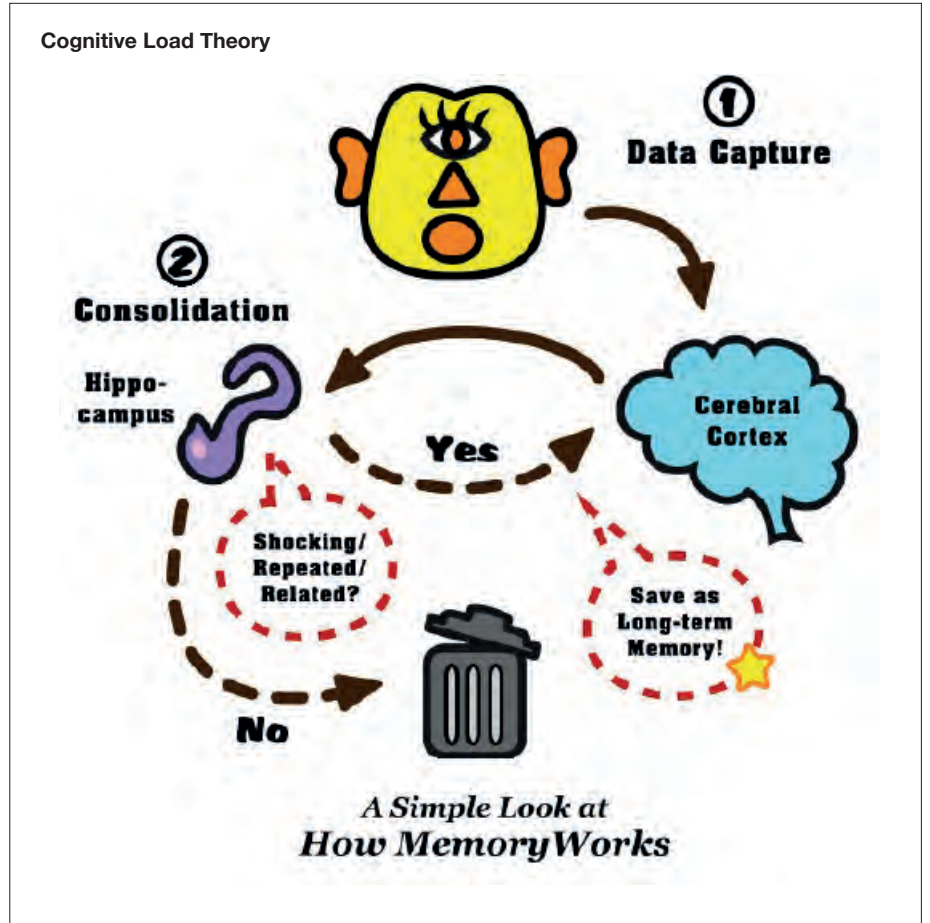 Cognitive Load Theory
1
Data Capture
2
Consolidation
Hippo-
campus
Cerebral
Cortex
Yes
Shocking/
Repeated/
Related?
Save as
Long-term
Memory!
No
A Simple Look at
How MemoryWorks